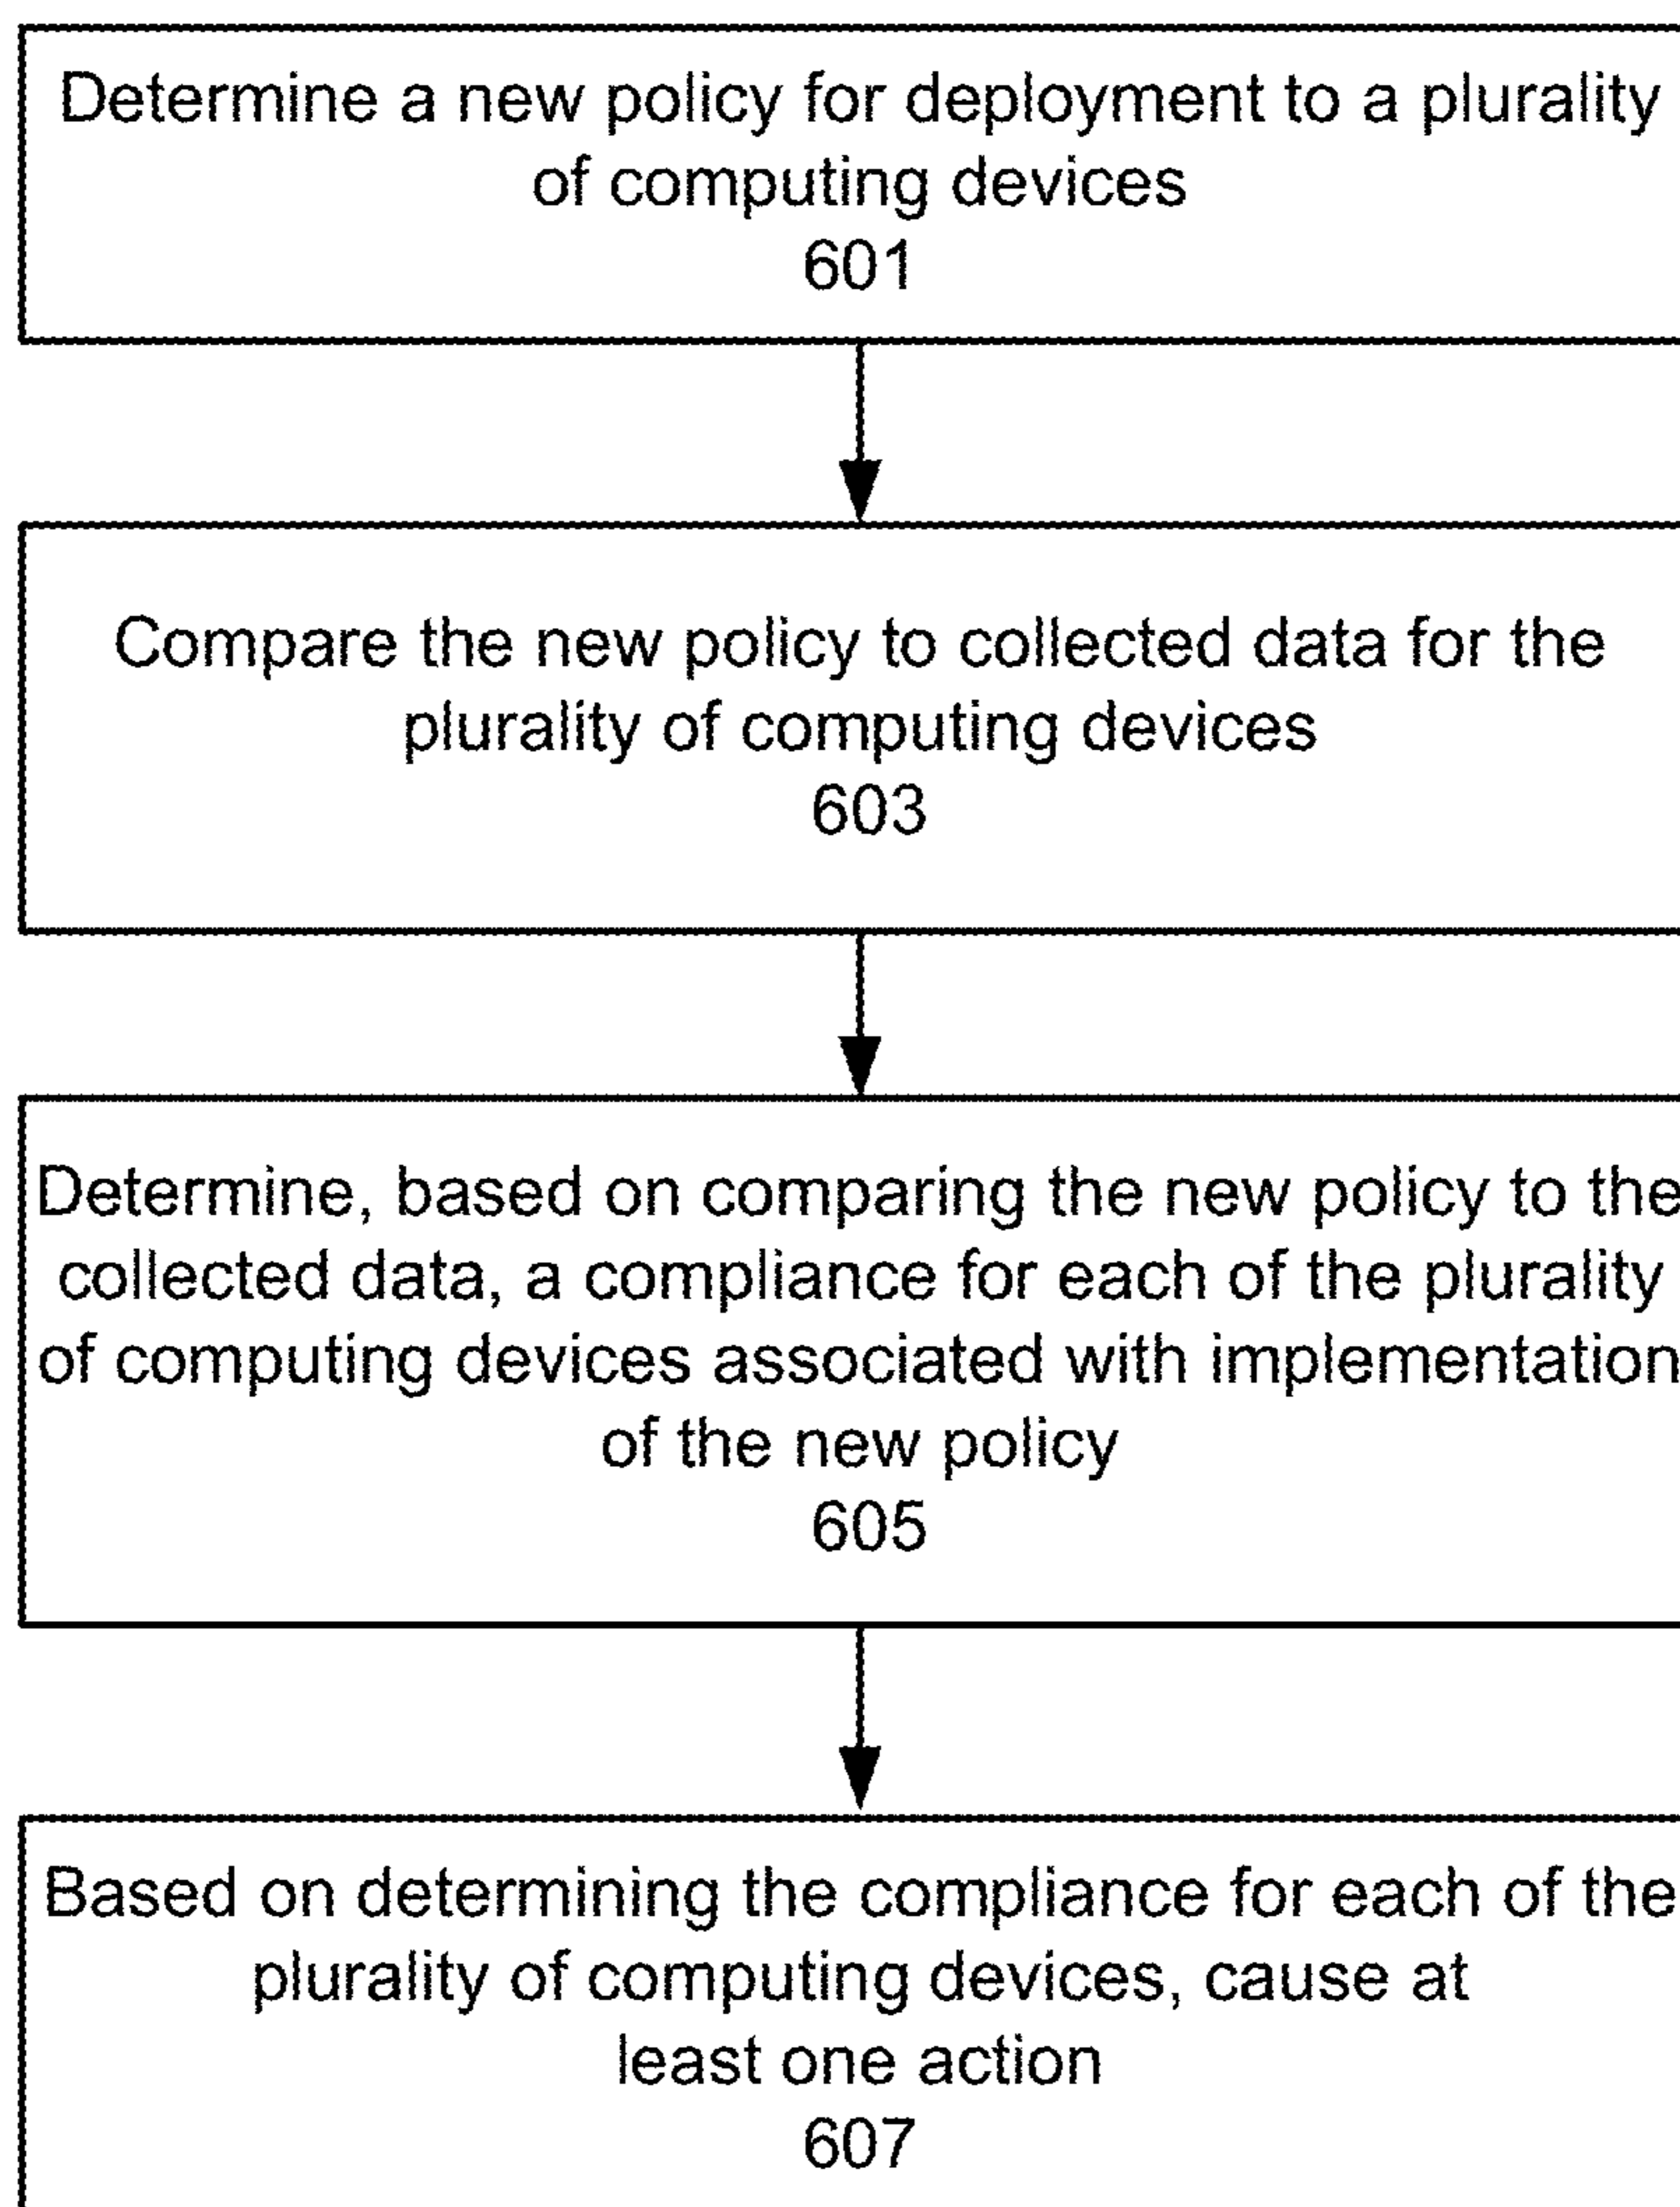 Determine a new policy for deployment to a plurality
of computing devices
601
Compare the new policy to collected data for the
plurality of computing devices
603
Determine, based on comparing the new policy to the
collected data, a compliance for each of the plurality
of computing devices associated with implementation
of the new policy
605
Based on determining the compliance for each of the
plurality of computing devices, cause at
least one action
607